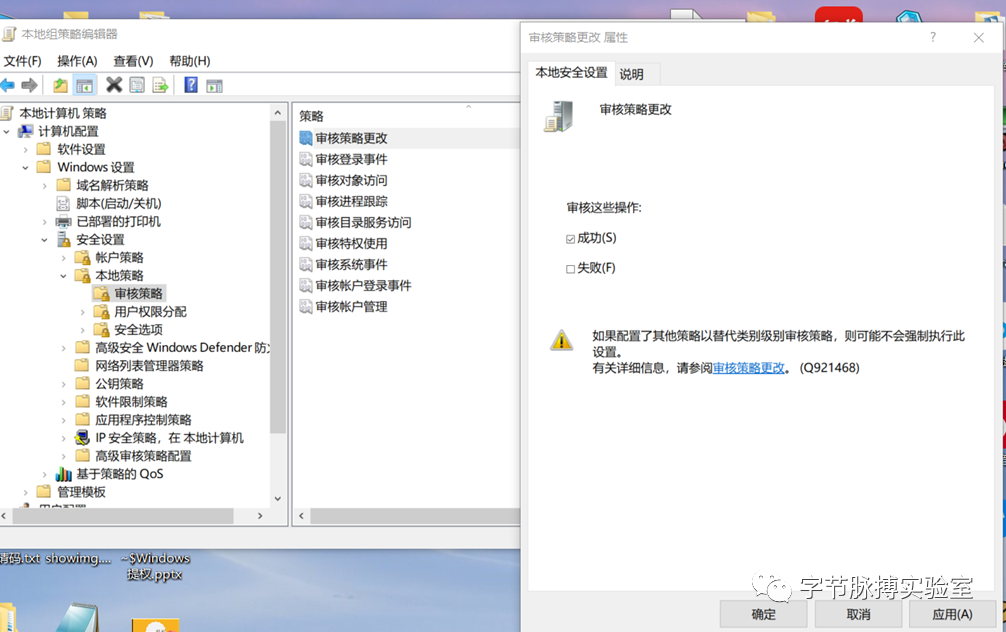 本地组策略编辑器
文件(F) 操作(A) 查看(V) 帮助(H)
本地计算机 策略
计算机配置
软件设置
Windows 设置
域名解析策略
脚本(启动/关机)
已部署的打印机
安全设置
帐户策略
本地策略
审核策略
用户权限分配
安全选项
高级安全 Windows Defender 防
网络列表管理器策略
公钥策略
软件限制策略
应用程序控制策略
IP 安全策略，在 本地计算机
高级审核策略配置
基于策略的 QoS
管理模板
用户配置
策略
审核策略更改
审核登录事件
审核对象访问
审核进程跟踪
审核目录服务访问
审核特权使用
审核系统事件
审核帐户登录事件
审核帐户管理
审核策略更改 属性
本地安全设置 说明
审核策略更改
审核这些操作:
成功(S)
失败(F)
如果配置了其他策略以替代类别级别审核策略，则可能不会强制执行此
设置。
有关详细信息，请参阅审核策略更改。 (Q921468)
确定 取消 应用(A)
码.txt showimg.... ~$Windows
提权.pptx
字节脉搏实验室